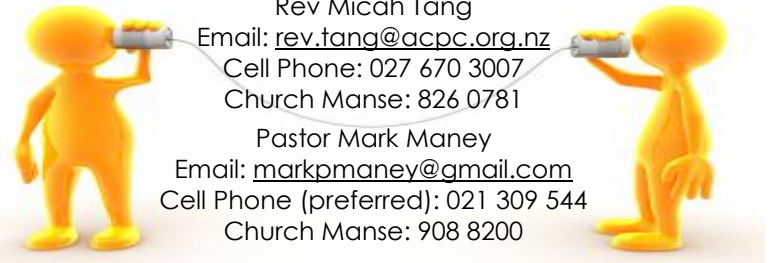 Rev Micah Tang
Email: rev.tang@acpc.org.nz
Cell Phone: 027 670 3007
Church Manse: 826 0781
Pastor Mark Maney
Email: markpmaney@gmail.com
Cell Phone (preferred): 021 309 544
Church Manse: 908 8200